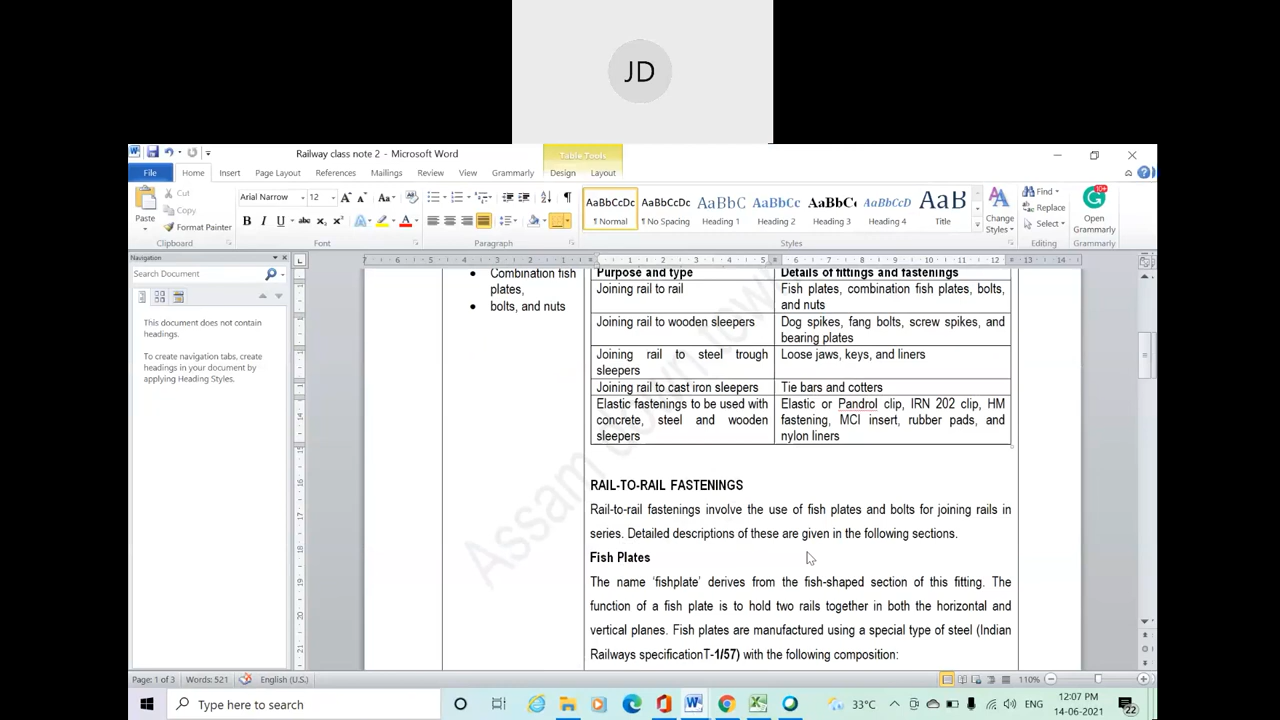 JD
Railway class note 2 - Microsoft Word
Table Tools
File Home Insert Page Layout References Mailings Review View Grammarly Design Layout
Paste
Cut
Copy
Format Painter
Clipboard
Arial Narrow 12
Font
Paragraph
AaBbCcDc AaBbCcDc AaBbC AaBbCc AaBbC AaBbCcD AaB
¶ Normal ¶ No Spacing Heading 1 Heading 2 Heading 3 Heading 4 Title
Styles
Change Styles
Find
Replace
Select
Editing
Open Grammarly
Grammarly
Navigation
Search Document
This document does not contain
headings.
To create navigation tabs, create
headings in your document by
applying Heading Styles.
Combination fish
plates,
bolts, and nuts
Purpose and type Details of fittings and fastenings
Joining rail to rail Fish plates, combination fish plates, bolts,
and nuts
Joining rail to wooden sleepers Dog spikes, fang bolts, screw spikes, and
bearing plates
Joining rail to steel trough Loose jaws, keys, and liners
sleepers
Joining rail to cast iron sleepers Tie bars and cotters
Elastic fastenings to be used with Elastic or Pandrol clip, IRN 202 clip, HM
concrete, steel and wooden fastening, MCI insert, rubber pads, and
sleepers nylon liners
RAIL-TO-RAIL FASTENINGS
Rail-to-rail fastenings involve the use of fish plates and bolts for joining rails in
series. Detailed descriptions of these are given in the following sections.
Fish Plates
The name ‘fishplate’ derives from the fish-shaped section of this fitting. The
function of a fish plate is to hold two rails together in both the horizontal and
vertical planes. Fish plates are manufactured using a special type of steel (Indian
Railways specificationT-1/57) with the following composition:
Assam down town
Page: 1 of 3 Words: 521 English (U.S.) 110%
Type here to search
33°C ENG
12:07 PM
14-06-2021
22